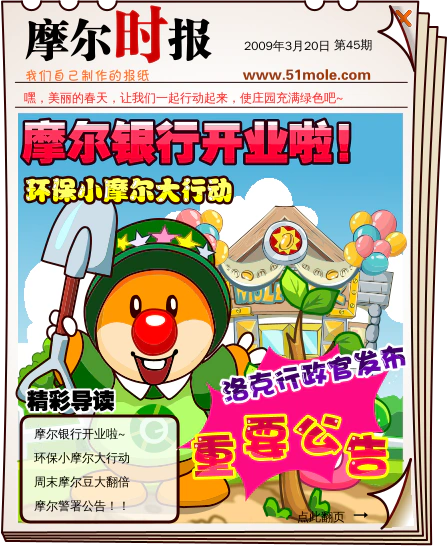 摩尔时报
2009年3月20日 第45期
我们自己制作的报纸
www.51mole.com
嘿，美丽的春天，让我们一起行动起来，使庄园充满绿色吧~
摩尔银行开业啦！
环保小摩尔大行动
洛克行政官发布
重要公告
精彩导读
摩尔银行开业啦~
环保小摩尔大行动
周末摩尔豆大翻倍
摩尔警署公告！！
点此翻页 →